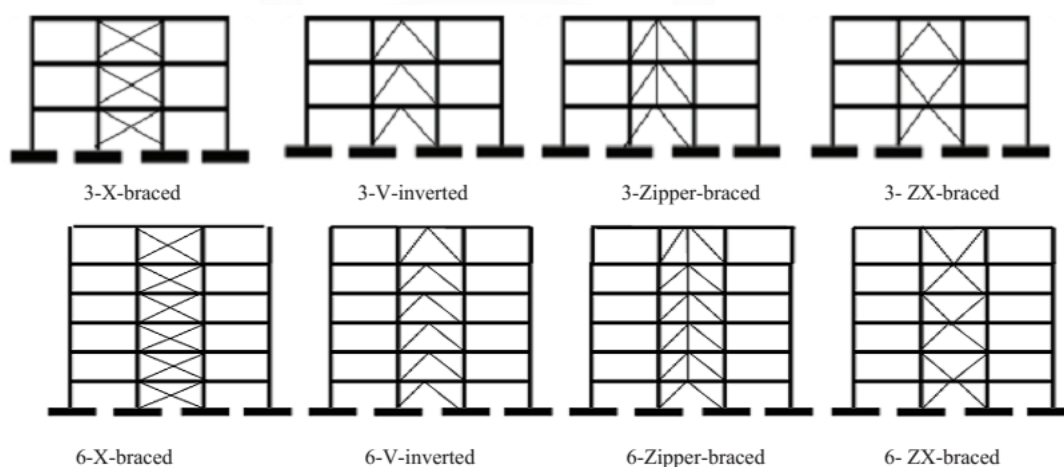 3-X-braced 3-V-inverted 3-Zipper-braced 3- ZX-braced
6-X-braced 6-V-inverted 6-Zipper-braced 6- ZX-braced